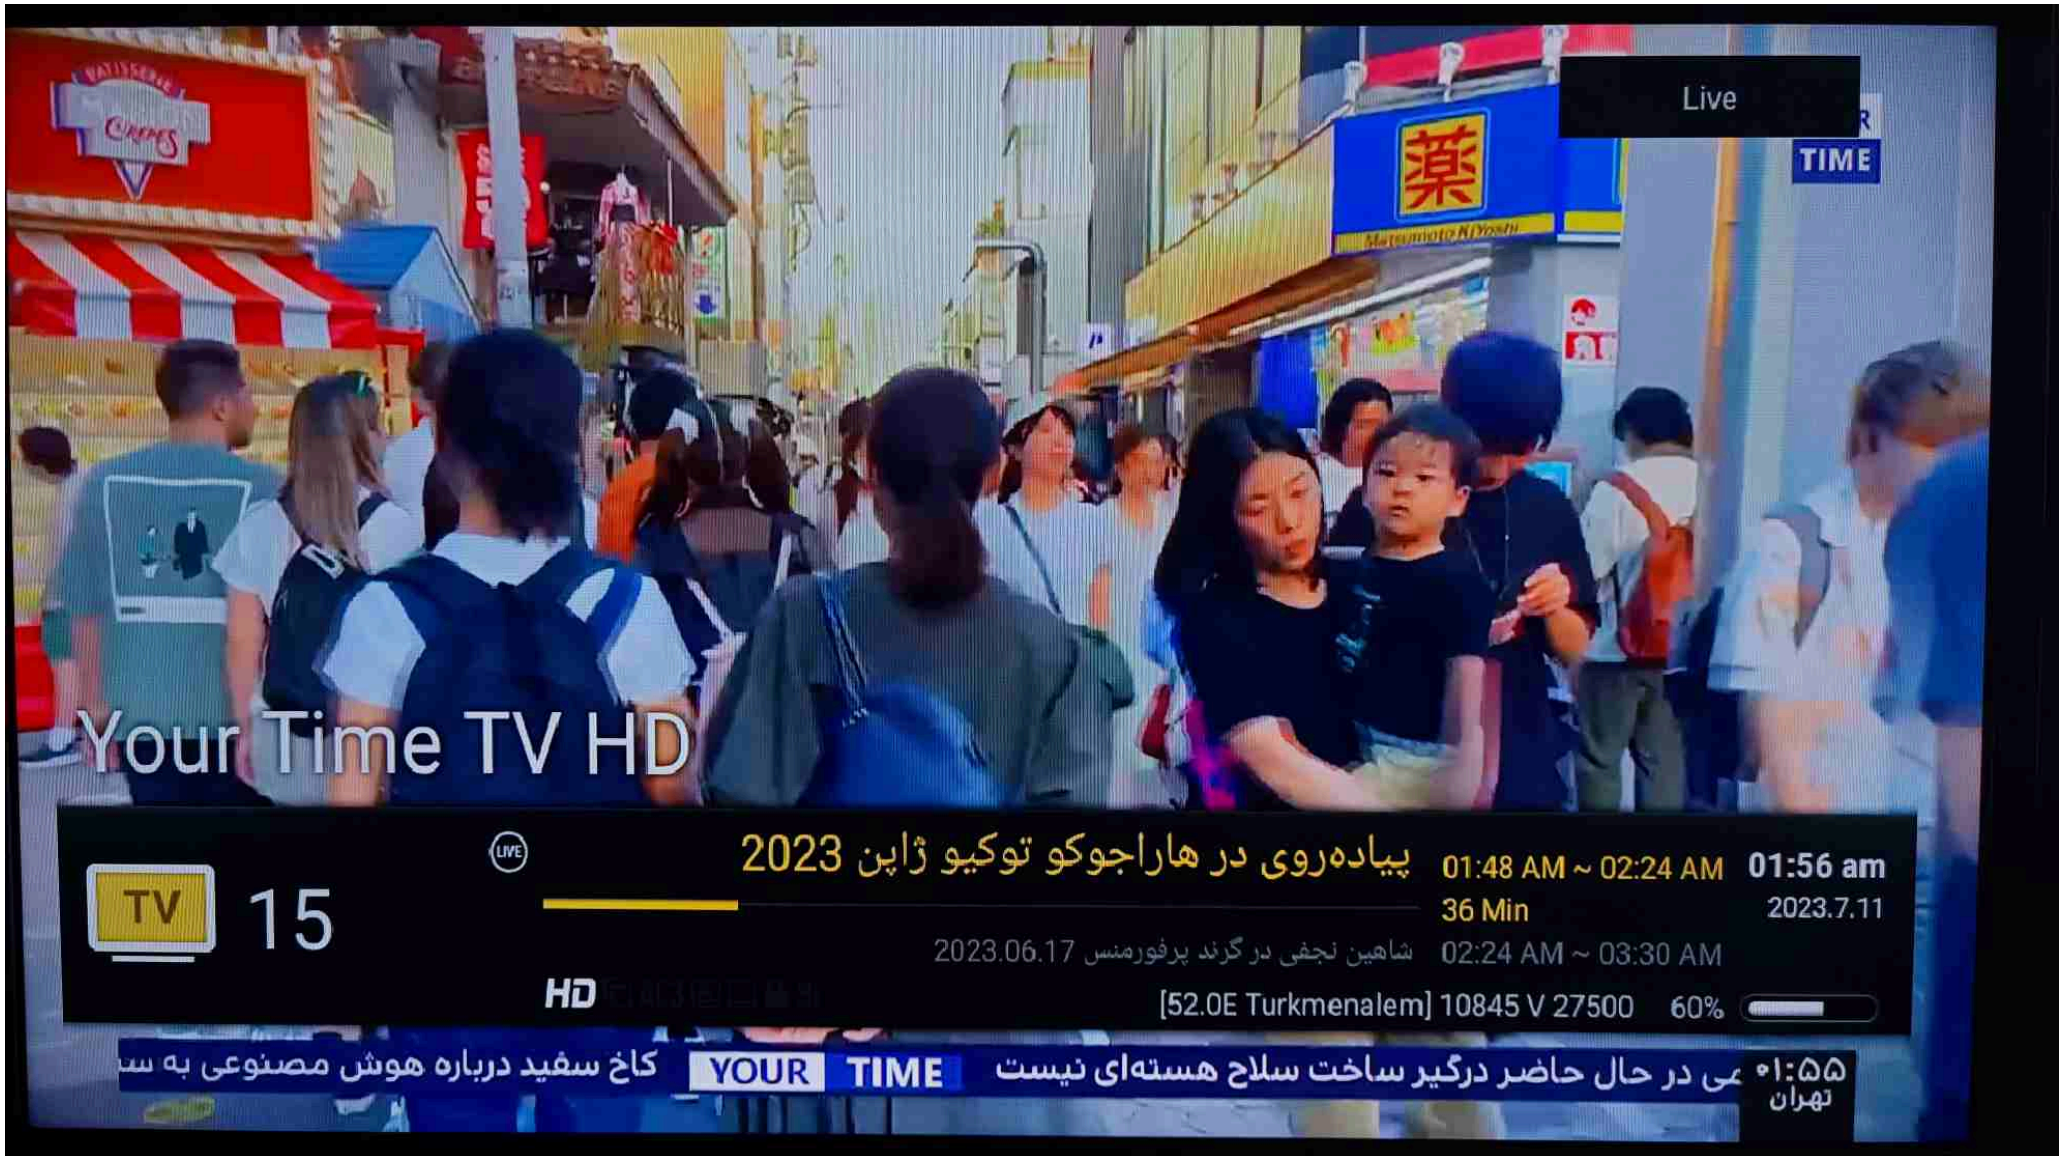 PATISSERIE
CREPES
Live
R
TIME
薬
Matsumoto KiYoshi
Your Time TV HD
TV 15
LIVE
پیاده‌روی در هاراجوکو توکیو ژاپن 2023
01:48 AM ~ 02:24 AM
01:56 am
36 Min
2023.7.11
شاهین نجفی در گرند پرفورمنس 2023.06.17
02:24 AM ~ 03:30 AM
HD
[52.0E Turkmenalem] 10845 V 27500 60%
می در حال حاضر درگیر ساخت سلاح هسته‌ای نیست
YOUR TIME
کاخ سفید درباره هوش مصنوعی به
۰۱:۵۵
تهران